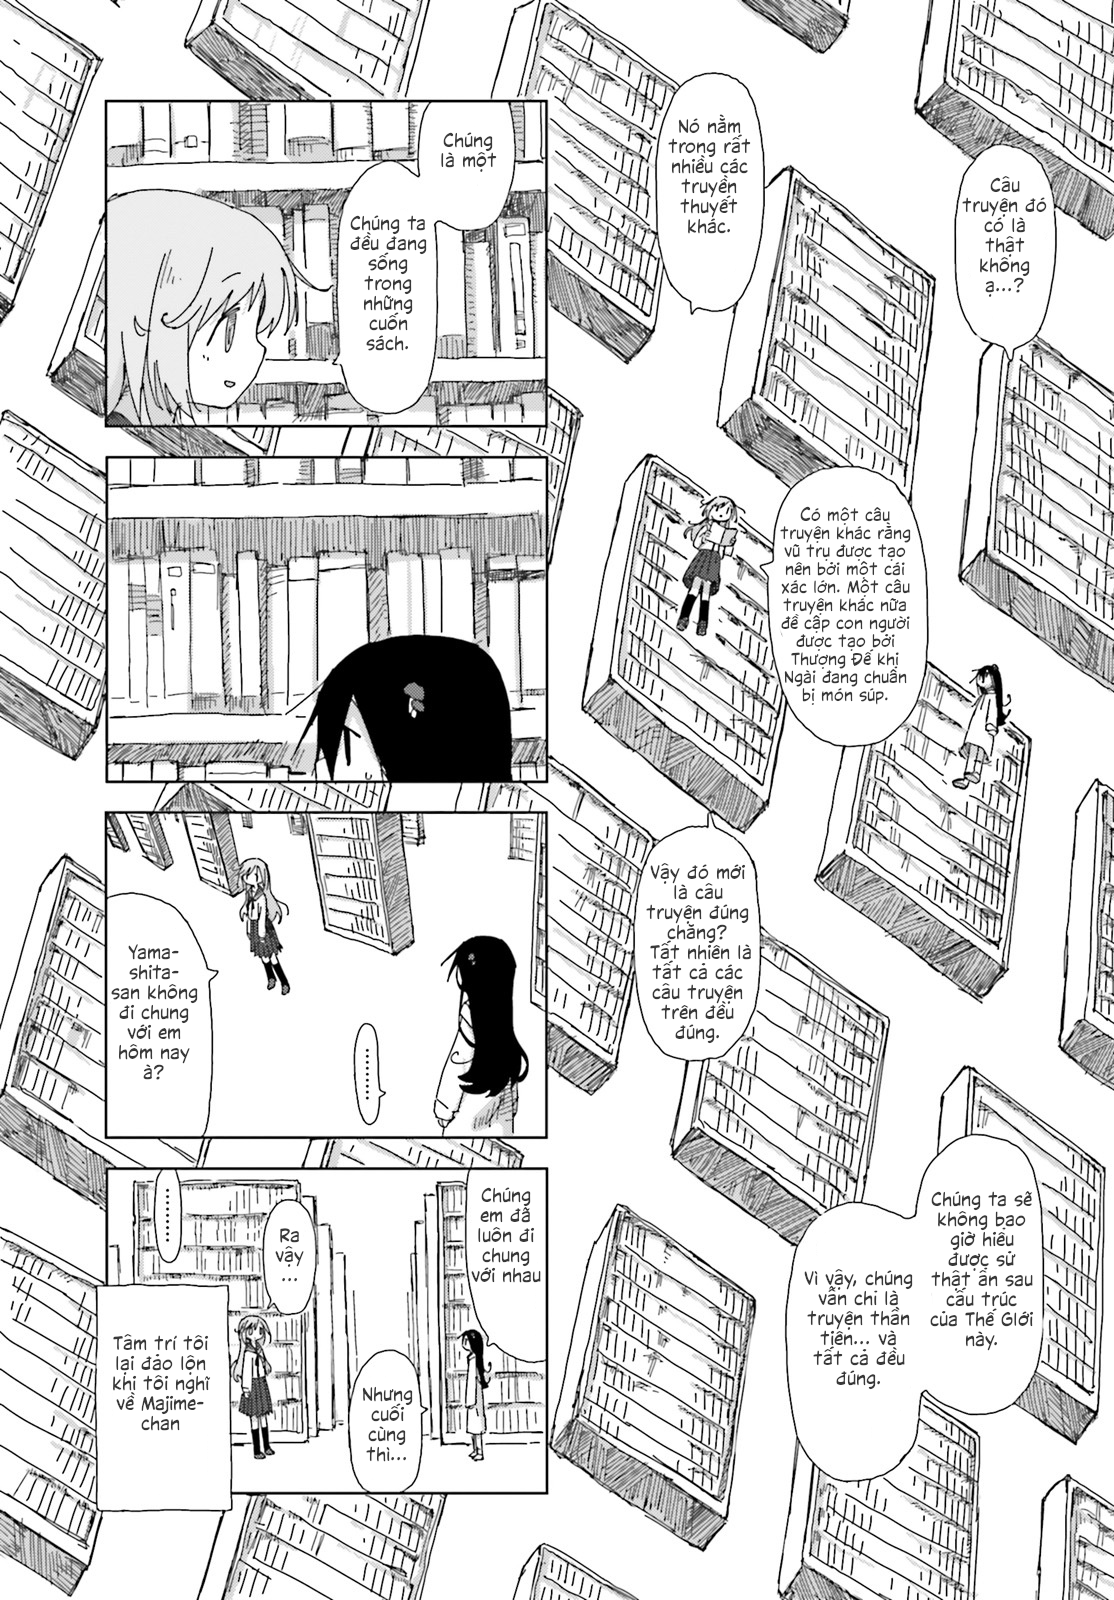 Câu
truyện đó
có là
thật
không
ạ...?
Nó nằm
trong rất
nhiều các
truyền
thuyết
khác.
Có một câu
truyện khác rằng
vũ trụ được tạo
nên bởi một cái
xác lớn. Một câu
truyện khác nữa
đề cập con người
được tạo bởi
Thượng Đế khi
Ngài đang chuẩn
bị món súp.
Vậy đó mới
là câu
truyện đúng
chăng?
Tất nhiên là
tất cả các
câu truyện
trên đều
đúng.
Chúng ta sẽ
không bao
giờ hiểu
được sử
thật ẩn sau
cấu trúc
của Thế Giới
này.
Vì vậy, chúng
vẫn chỉ là
truyện thần
tiên... và
tất cả đều
đúng.
Chúng
là một
Chúng ta
đều đang
sống
trong
những
cuốn
sách.
Yama-
shita-
san không
đi chung
với em
hôm nay
à?
......
Chúng
em đã
luôn đi
chung
với nhau
Nhưng
cuối
cùng
thì...
Ra
vậy
...
.......
Tâm trí tôi
lại đảo lộn
khi tôi nghĩ
về Majime-
chan